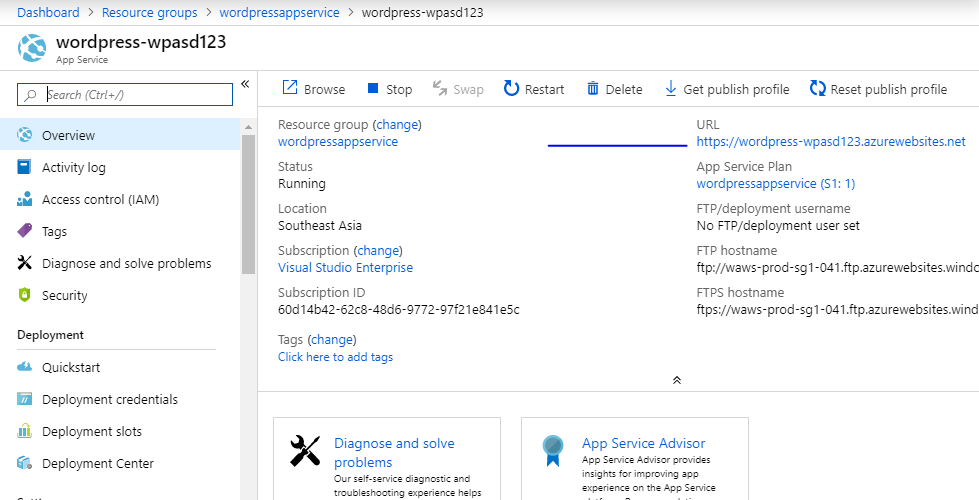 Dashboard > Resource groups > wordpressappservice > wordpress-wpasd123
wordpress-wpasd123
App Service
Search (Ctrl+/)
«
Overview
Activity log
Access control (IAM)
Tags
Diagnose and solve problems
Security
Deployment
Quickstart
Deployment credentials
Deployment slots
Deployment Center
Browse Stop Swap Restart Delete Get publish profile Reset publish profile
Resource group (change)
wordpressappservice
Status
Running
Location
Southeast Asia
Subscription (change)
Visual Studio Enterprise
Subscription ID
60d14b42-62c8-48d6-9772-97f21e841e5c
Tags (change)
Click here to add tags
URL
https://wordpress-wpasd123.azurewebsites.net
App Service Plan
wordpressappservice (S1: 1)
FTP/deployment username
No FTP/deployment user set
FTP hostname
ftp://waws-prod-sg1-041.ftp.azurewebsites.windo
FTPS hostname
ftps://waws-prod-sg1-041.ftp.azurewebsites.win
Diagnose and solve
problems
Our self-service diagnostic and
troubleshooting experience helps
App Service Advisor
App Service Advisor provides
insights for improving app
experience on the App Service